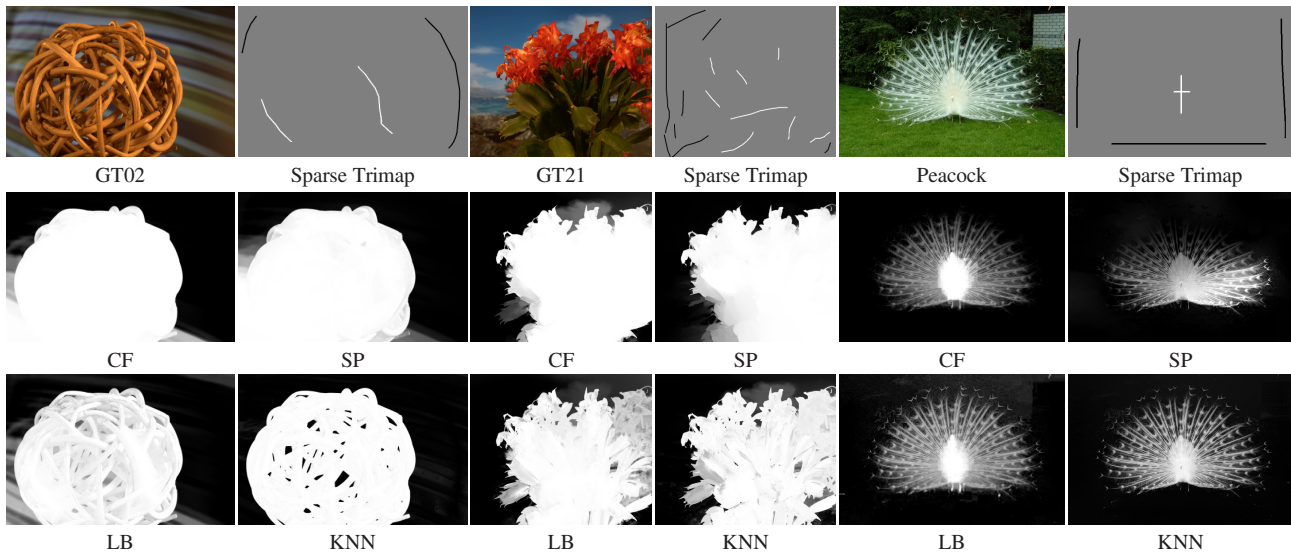 GT02 Sparse Trimap GT21 Sparse Trimap Peacock Sparse Trimap
CF SP CF SP CF SP
LB KNN LB KNN LB KNN